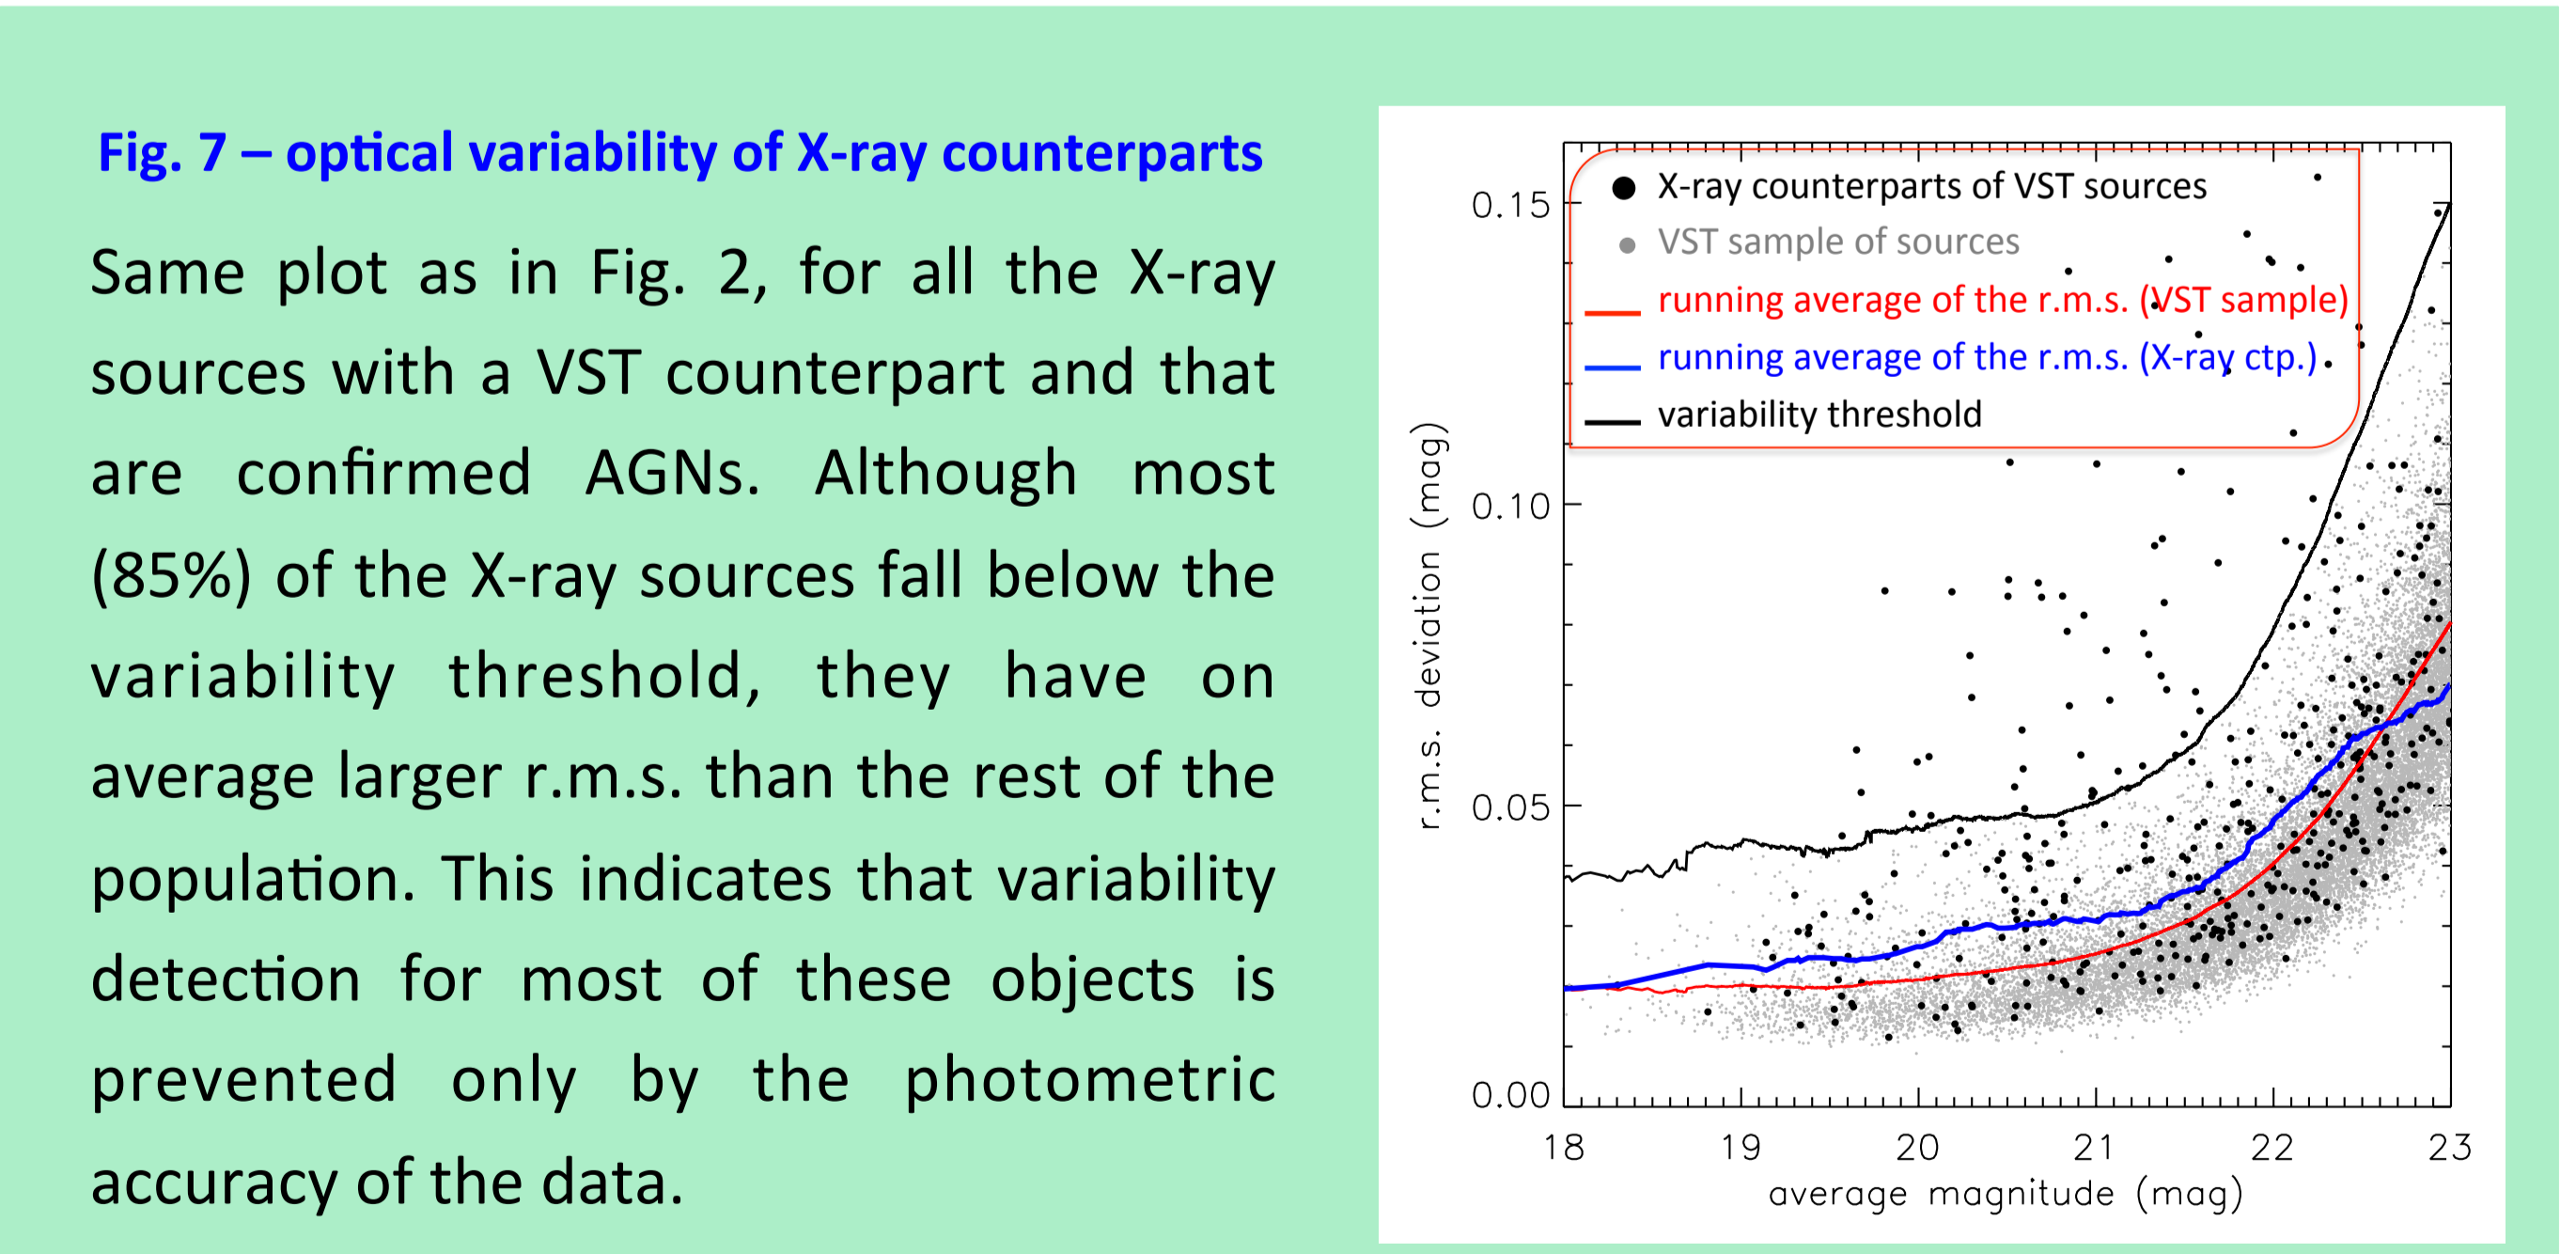 Fig. 7 – optical variability of X-ray counterparts
Same plot as in Fig. 2, for all the X-ray
sources with a VST counterpart and that
are confirmed AGNs. Although most
(85%) of the X-ray sources fall below the
variability threshold, they have on
average larger r.m.s. than the rest of the
population. This indicates that variability
detection for most of these objects is
prevented only by the photometric
accuracy of the data.
X-ray counterparts of VST sources
VST sample of sources
running average of the r.m.s. (VST sample)
running average of the r.m.s. (X-ray ctp.)
variability threshold
r.m.s. deviation (mag)
0.15
0.10
0.05
0.00
18 19 20 21 22 23
average magnitude (mag)